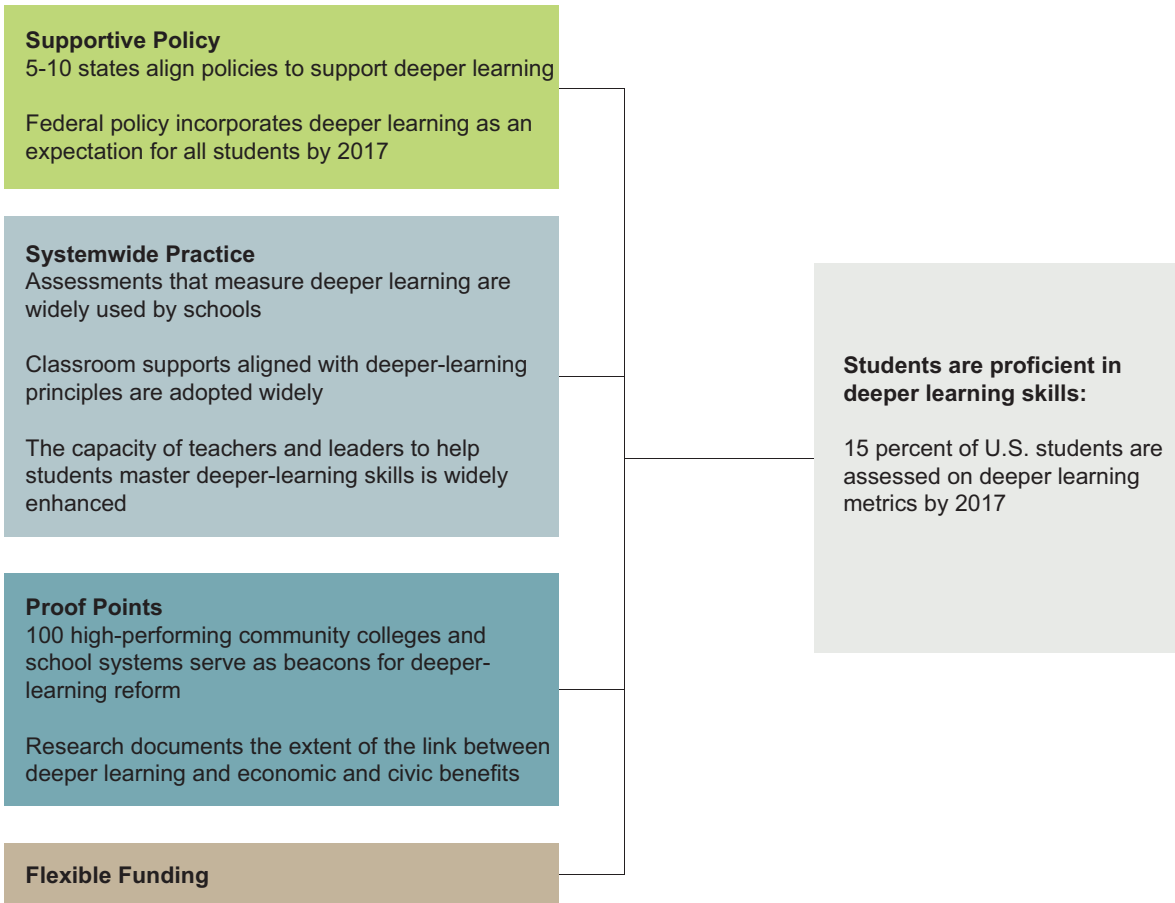 Supportive Policy
5-10 states align policies to support deeper learning
Federal policy incorporates deeper learning as an
expectation for all students by 2017
Systemwide Practice
Assessments that measure deeper learning are
widely used by schools
Classroom supports aligned with deeper-learning
principles are adopted widely
The capacity of teachers and leaders to help
students master deeper-learning skills is widely
enhanced
Proof Points
100 high-performing community colleges and
school systems serve as beacons for deeper-
learning reform
Research documents the extent of the link between
deeper learning and economic and civic benefits
Flexible Funding
Students are proficient in
deeper learning skills:
15 percent of U.S. students are
assessed on deeper learning
metrics by 2017